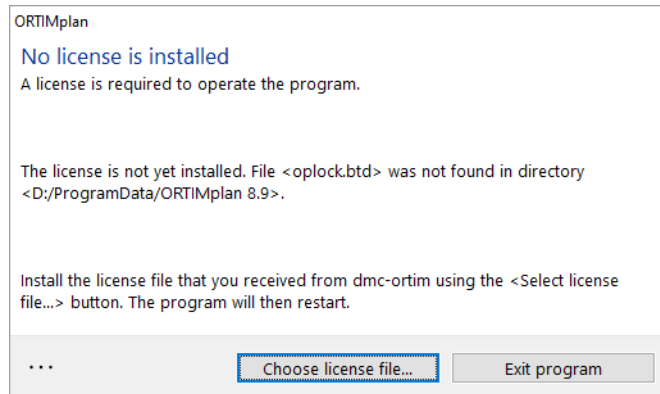 ORTIMplan
No license is installed
A license is required to operate the program.
The license is not yet installed. File <oplock.btd> was not found in directory
<D:/ProgramData/ORTIMplan 8.9>.
Install the license file that you received from dmc-ortim using the <Select license
file...> button. The program will then restart.
... Choose license file... Exit program